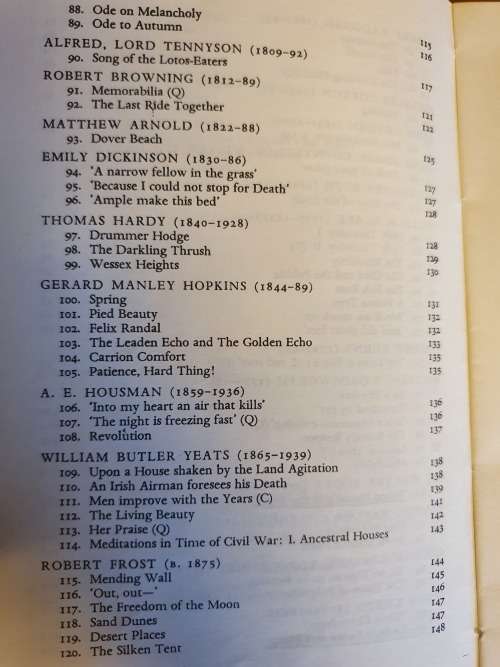 88. Ode on Melancholy 115
89. Ode to Autumn 116
ALFRED, LORD TENNYSON (1809–92)
90. Song of the Lotos-Eaters 117
ROBERT BROWNING (1812–89)
91. Memorabilia (Q) 121
92. The Last Ride Together 122
MATTHEW ARNOLD (1822–88)
93. Dover Beach 125
EMILY DICKINSON (1830–86)
94. 'A narrow fellow in the grass' 127
95. 'Because I could not stop for Death' 127
96. 'Ample make this bed' 128
THOMAS HARDY (1840–1928)
97. Drummer Hodge 128
98. The Darkling Thrush 129
99. Wessex Heights 130
GERARD MANLEY HOPKINS (1844–89)
100. Spring 131
101. Pied Beauty 132
102. Felix Randal 132
103. The Leaden Echo and The Golden Echo 133
104. Carrion Comfort 135
105. Patience, Hard Thing! 135
A. E. HOUSMAN (1859–1936)
106. 'Into my heart an air that kills' 136
107. 'The night is freezing fast' (Q) 136
108. Revolution 137
WILLIAM BUTLER YEATS (1865–1939)
109. Upon a House shaken by the Land Agitation 138
110. An Irish Airman foresees his Death 138
111. Men improve with the Years (C) 139
112. The Living Beauty 141
113. Her Praise (Q) 142
114. Meditations in Time of Civil War: I. Ancestral Houses 143
ROBERT FROST (B. 1875)
115. Mending Wall 144
116. 'Out, out—' 145
117. The Freedom of the Moon 146
118. Sand Dunes 147
119. Desert Places 147
120. The Silken Tent 148